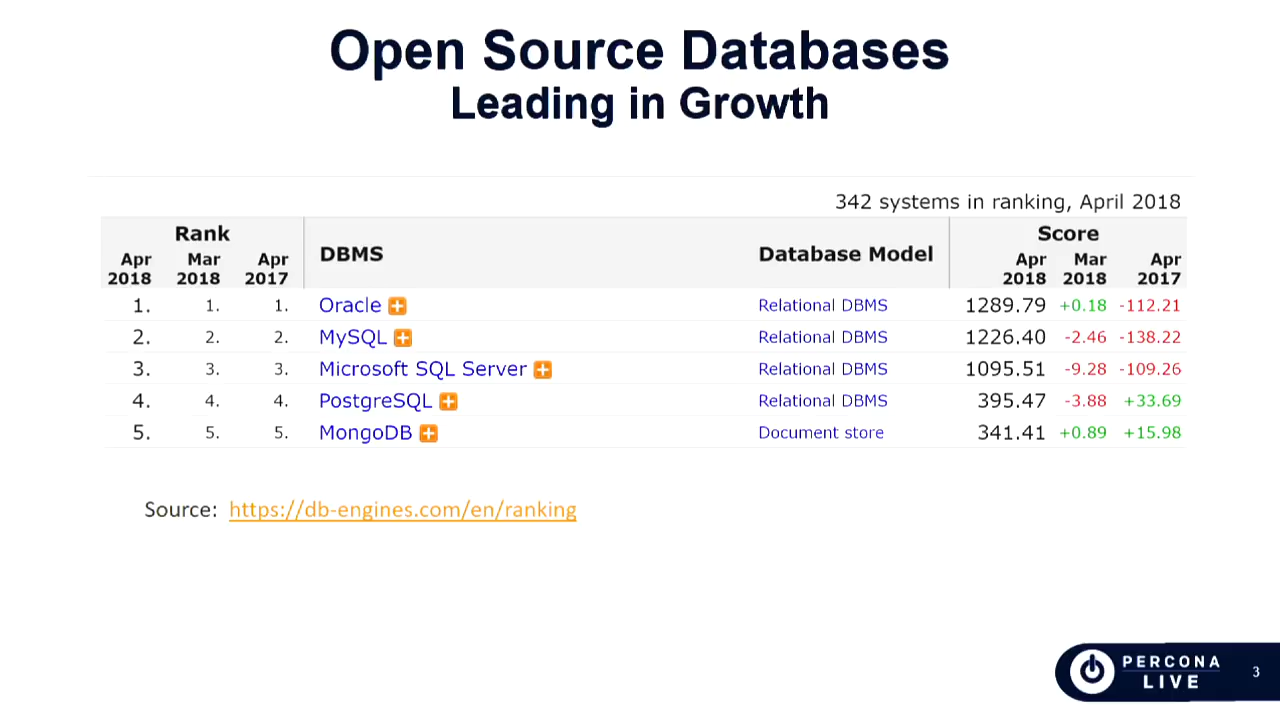 Open Source Databases
Leading in Growth
342 systems in ranking, April 2018
Rank DBMS Database Model Score
Apr 2018 Mar 2018 Apr 2017 Apr 2018 Mar 2018 Apr 2017
1. 1. 1. Oracle Relational DBMS 1289.79 +0.18 -112.21
2. 2. 2. MySQL Relational DBMS 1226.40 -2.46 -138.22
3. 3. 3. Microsoft SQL Server Relational DBMS 1095.51 -9.28 -109.26
4. 4. 4. PostgreSQL Relational DBMS 395.47 -3.88 +33.69
5. 5. 5. MongoDB Document store 341.41 +0.89 +15.98
Source: https://db-engines.com/en/ranking
PERCONA
LIVE
3